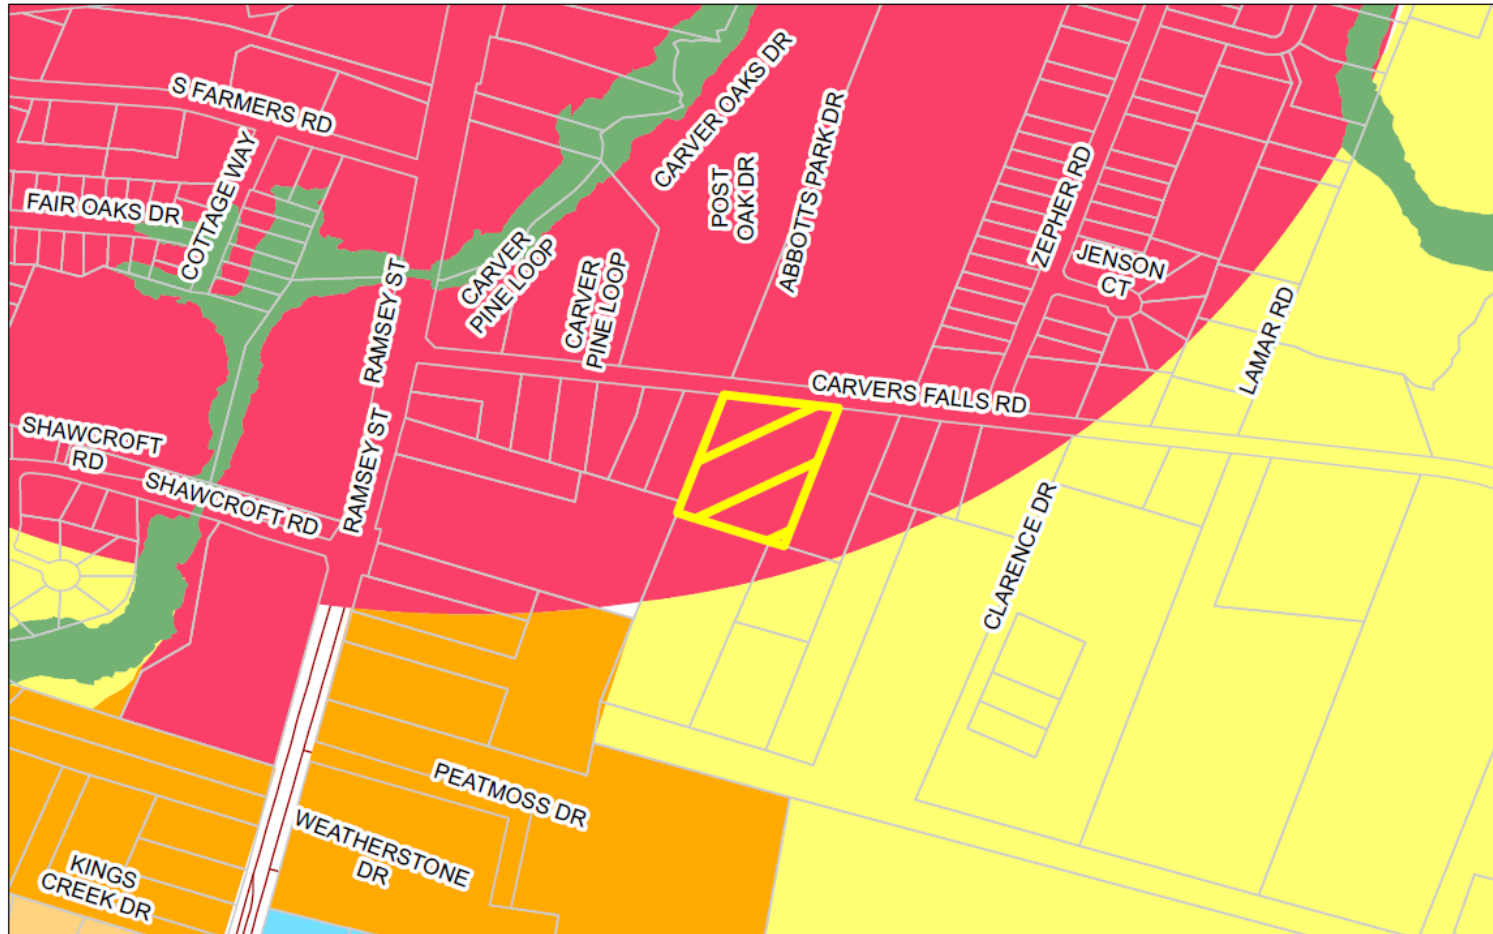 S FARMERS RD
CARVER OAKS DR
ABBOTTS PARK DR
POST
OAK DR
COTTAGE WAY
FAIR OAKS DR
ZEPHER RD
JENSON
CT
CARVER
PINE LOOP
CARVER
PINE LOOP
RAMSEY ST
LAMAR RD
CARVERS FALLS RD
SHAWCROFT
RD
RAMSEY ST
SHAWCROFT RD
CLARENCE DR
PEATMOSS DR
WEATHERSTONE
DR
KINGS
CREEK DR